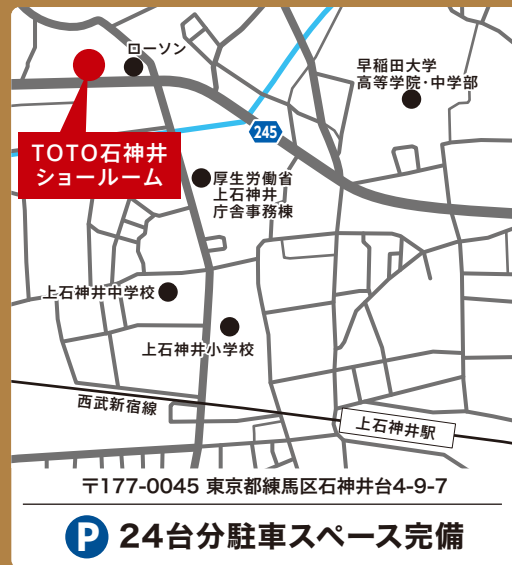 ローソン
早稲田大学
高等学院・中学部
245
TOTO石神井
ショールーム
厚生労働省
上石神井
庁舎事務棟
上石神井中学校
上石神井小学校
西武新宿線
上石神井駅
〒177-0045 東京都練馬区石神井台4-9-7
P 24台分駐車スペース完備